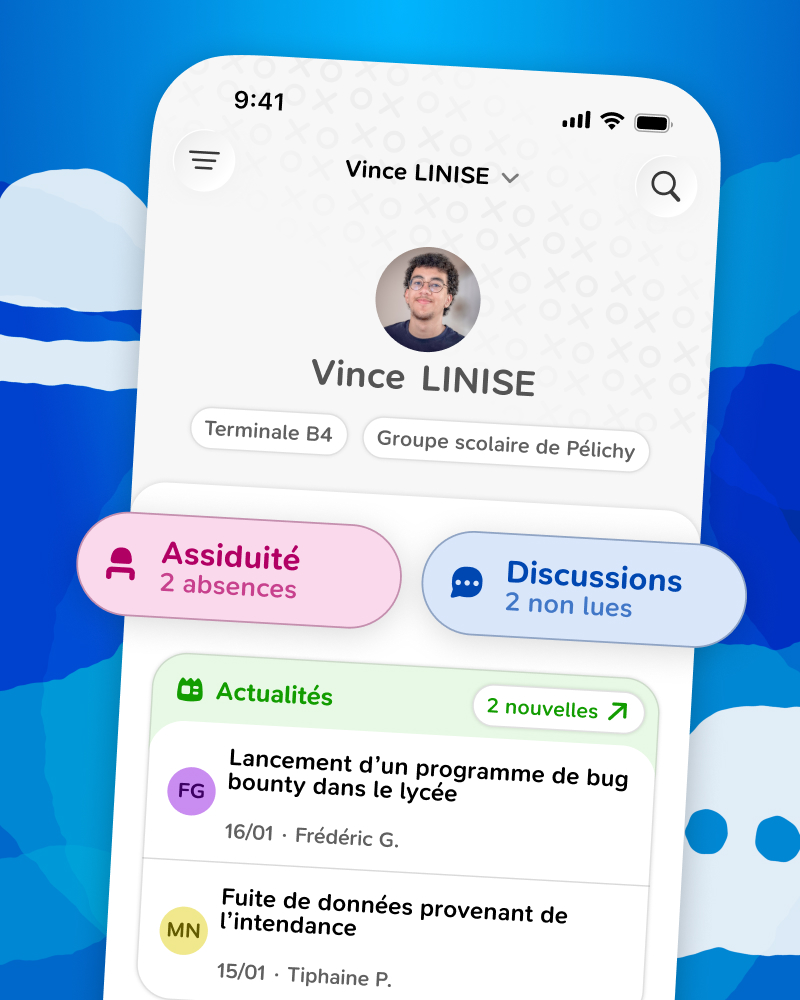 9:41
Vince LINISE
Vince LINISE
Terminale B4
Groupe scolaire de Pélichy
Assiduité
2 absences
Discussions
2 non lues
Actualités
2 nouvelles
FG
Lancement d’un programme de bug
bounty dans le lycée
16/01 · Frédéric G.
MN
Fuite de données provenant de
l’intendance
15/01 · Tiphaine P.